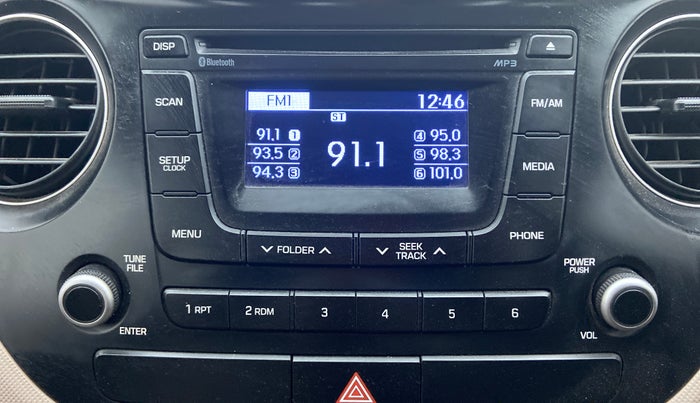 DISP
Bluetooth
MP3
SCAN
FM1 12:46
FM/AM
ST
91.1 1
4 95.0
93.5 2
91.1
5 98.3
94.3 3
6 101.0
SETUP
CLOCK
MEDIA
MENU
FOLDER
SEEK
TRACK
PHONE
TUNE
FILE
POWER
PUSH
1 RPT
2 RDM
3
4
5
6
ENTER
VOL